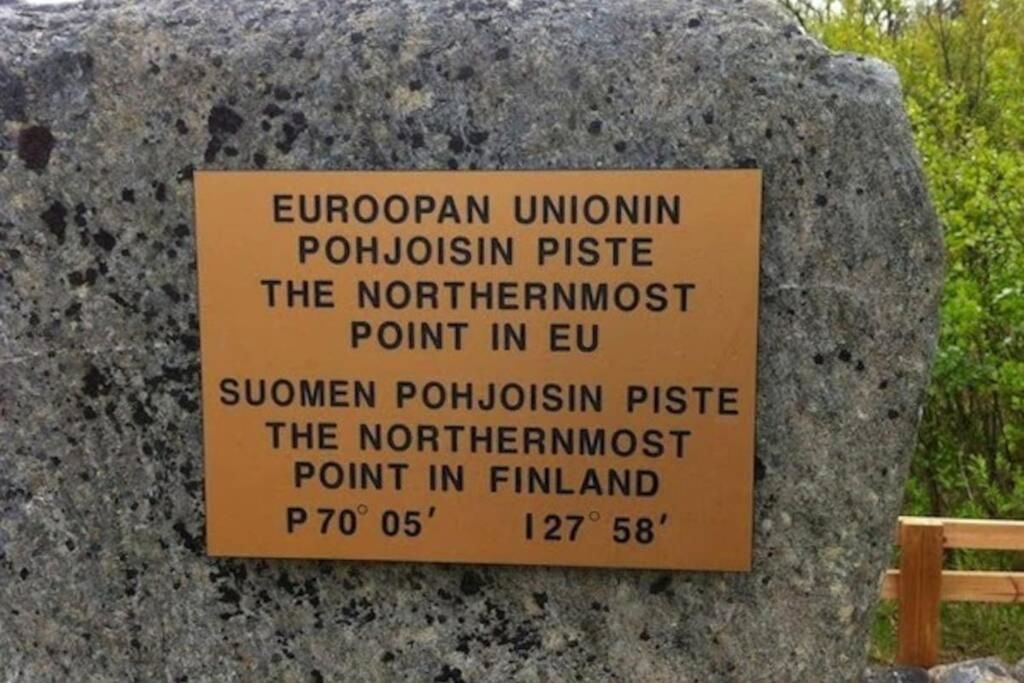 EUROOPAN UNIONIN
POHJOISIN PISTE
THE NORTHERNMOST
POINT IN EU
SUOMEN POHJOISIN PISTE
THE NORTHERNMOST
POINT IN FINLAND
P 70° 05′ I 27° 58′